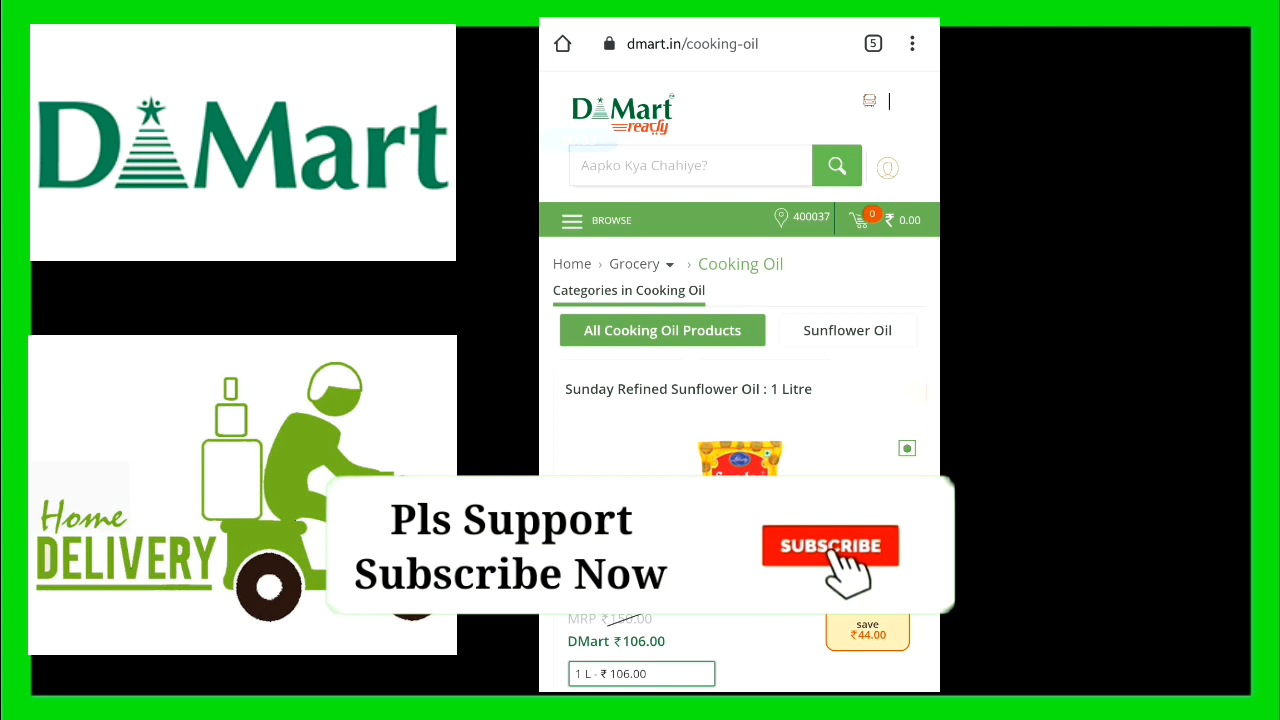 D Mart
Home
DELIVERY
dmart.in/cooking-oil
5
D Mart
ready
Aapko Kya Chahiye?
BROWSE
400037
0
₹ 0.00
Home › Grocery › Cooking Oil
Categories in Cooking Oil
All Cooking Oil Products
Sunflower Oil
Sunday Refined Sunflower Oil : 1 Litre
Pls Support
Subscribe Now
SUBSCRIBE
MRP ₹150.00
DMart ₹106.00
save
₹44.00
1 L - ₹ 106.00